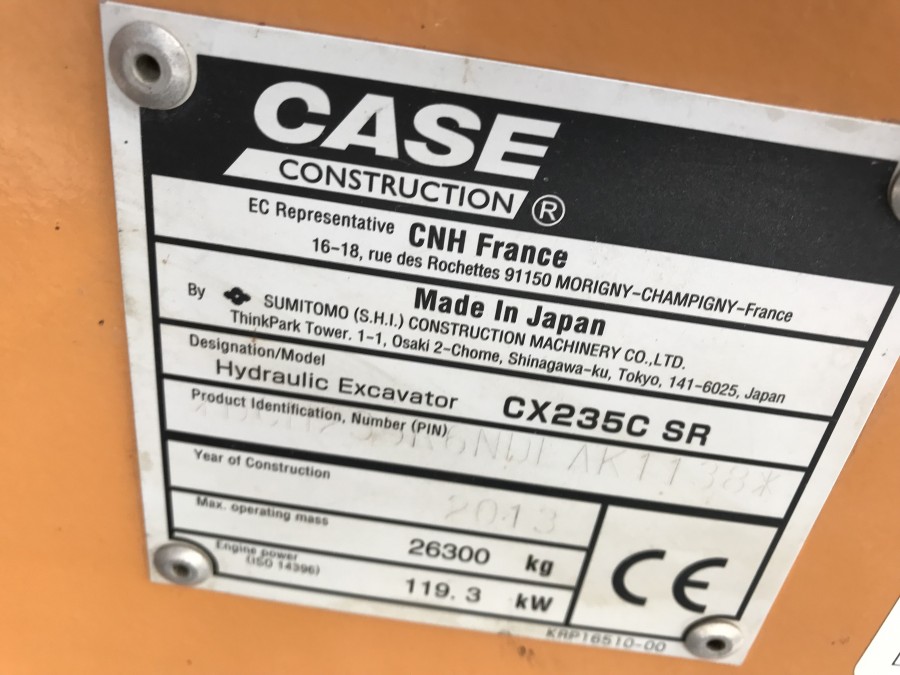 CASE
CONSTRUCTION ®
EC Representative CNH France
16-18, rue des Rochettes 91150 MORIGNY-CHAMPIGNY-France
Made In Japan
By SUMITOMO (S.H.I.) CONSTRUCTION MACHINERY CO.,LTD.
ThinkPark Tower. 1-1, Osaki 2-Chome, Shinagawa-ku, Tokyo, 141-6025, Japan
Designation/Model
Hydraulic Excavator CX235C SR
Product Identification, Number (PIN)
Year of Construction 2013
Max. operating mass 26300 kg
Engine power 119.3 kW
(ISO 14396)
CE
KRP16510-00